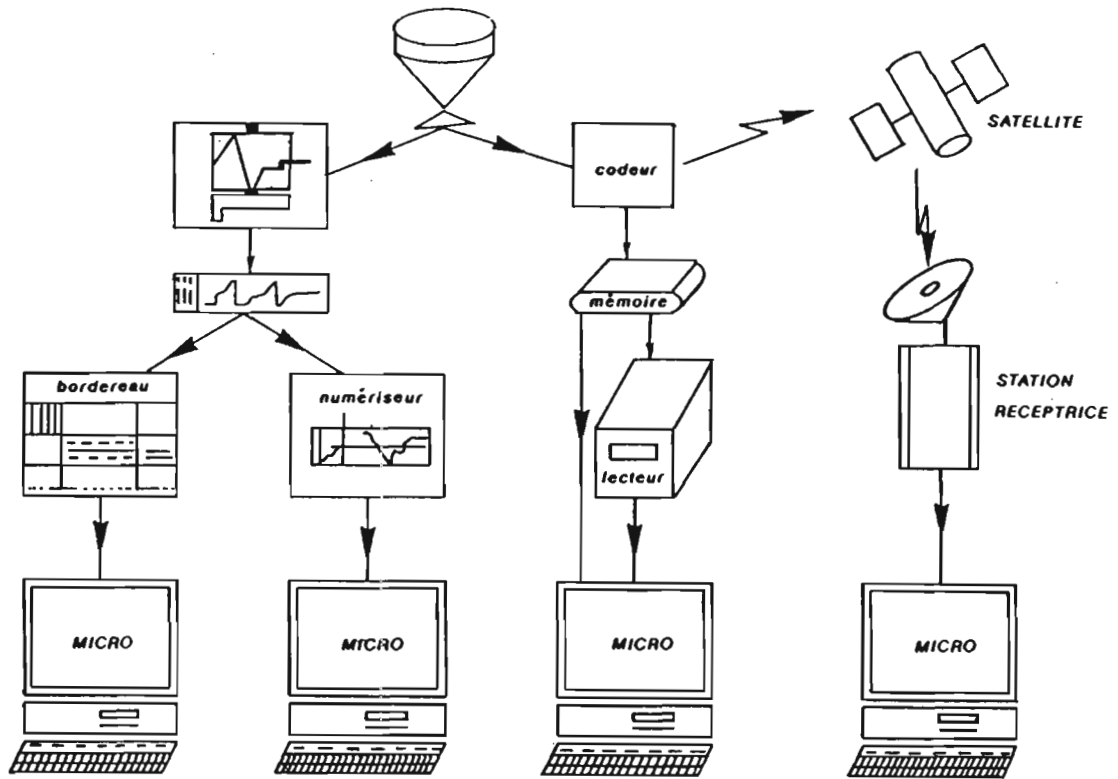 SATELLITE
codeur
mémoire
bordereau
numériseur
STATION
RECEPTRICE
lecteur
MICRO
MICRO
MICRO
MICRO